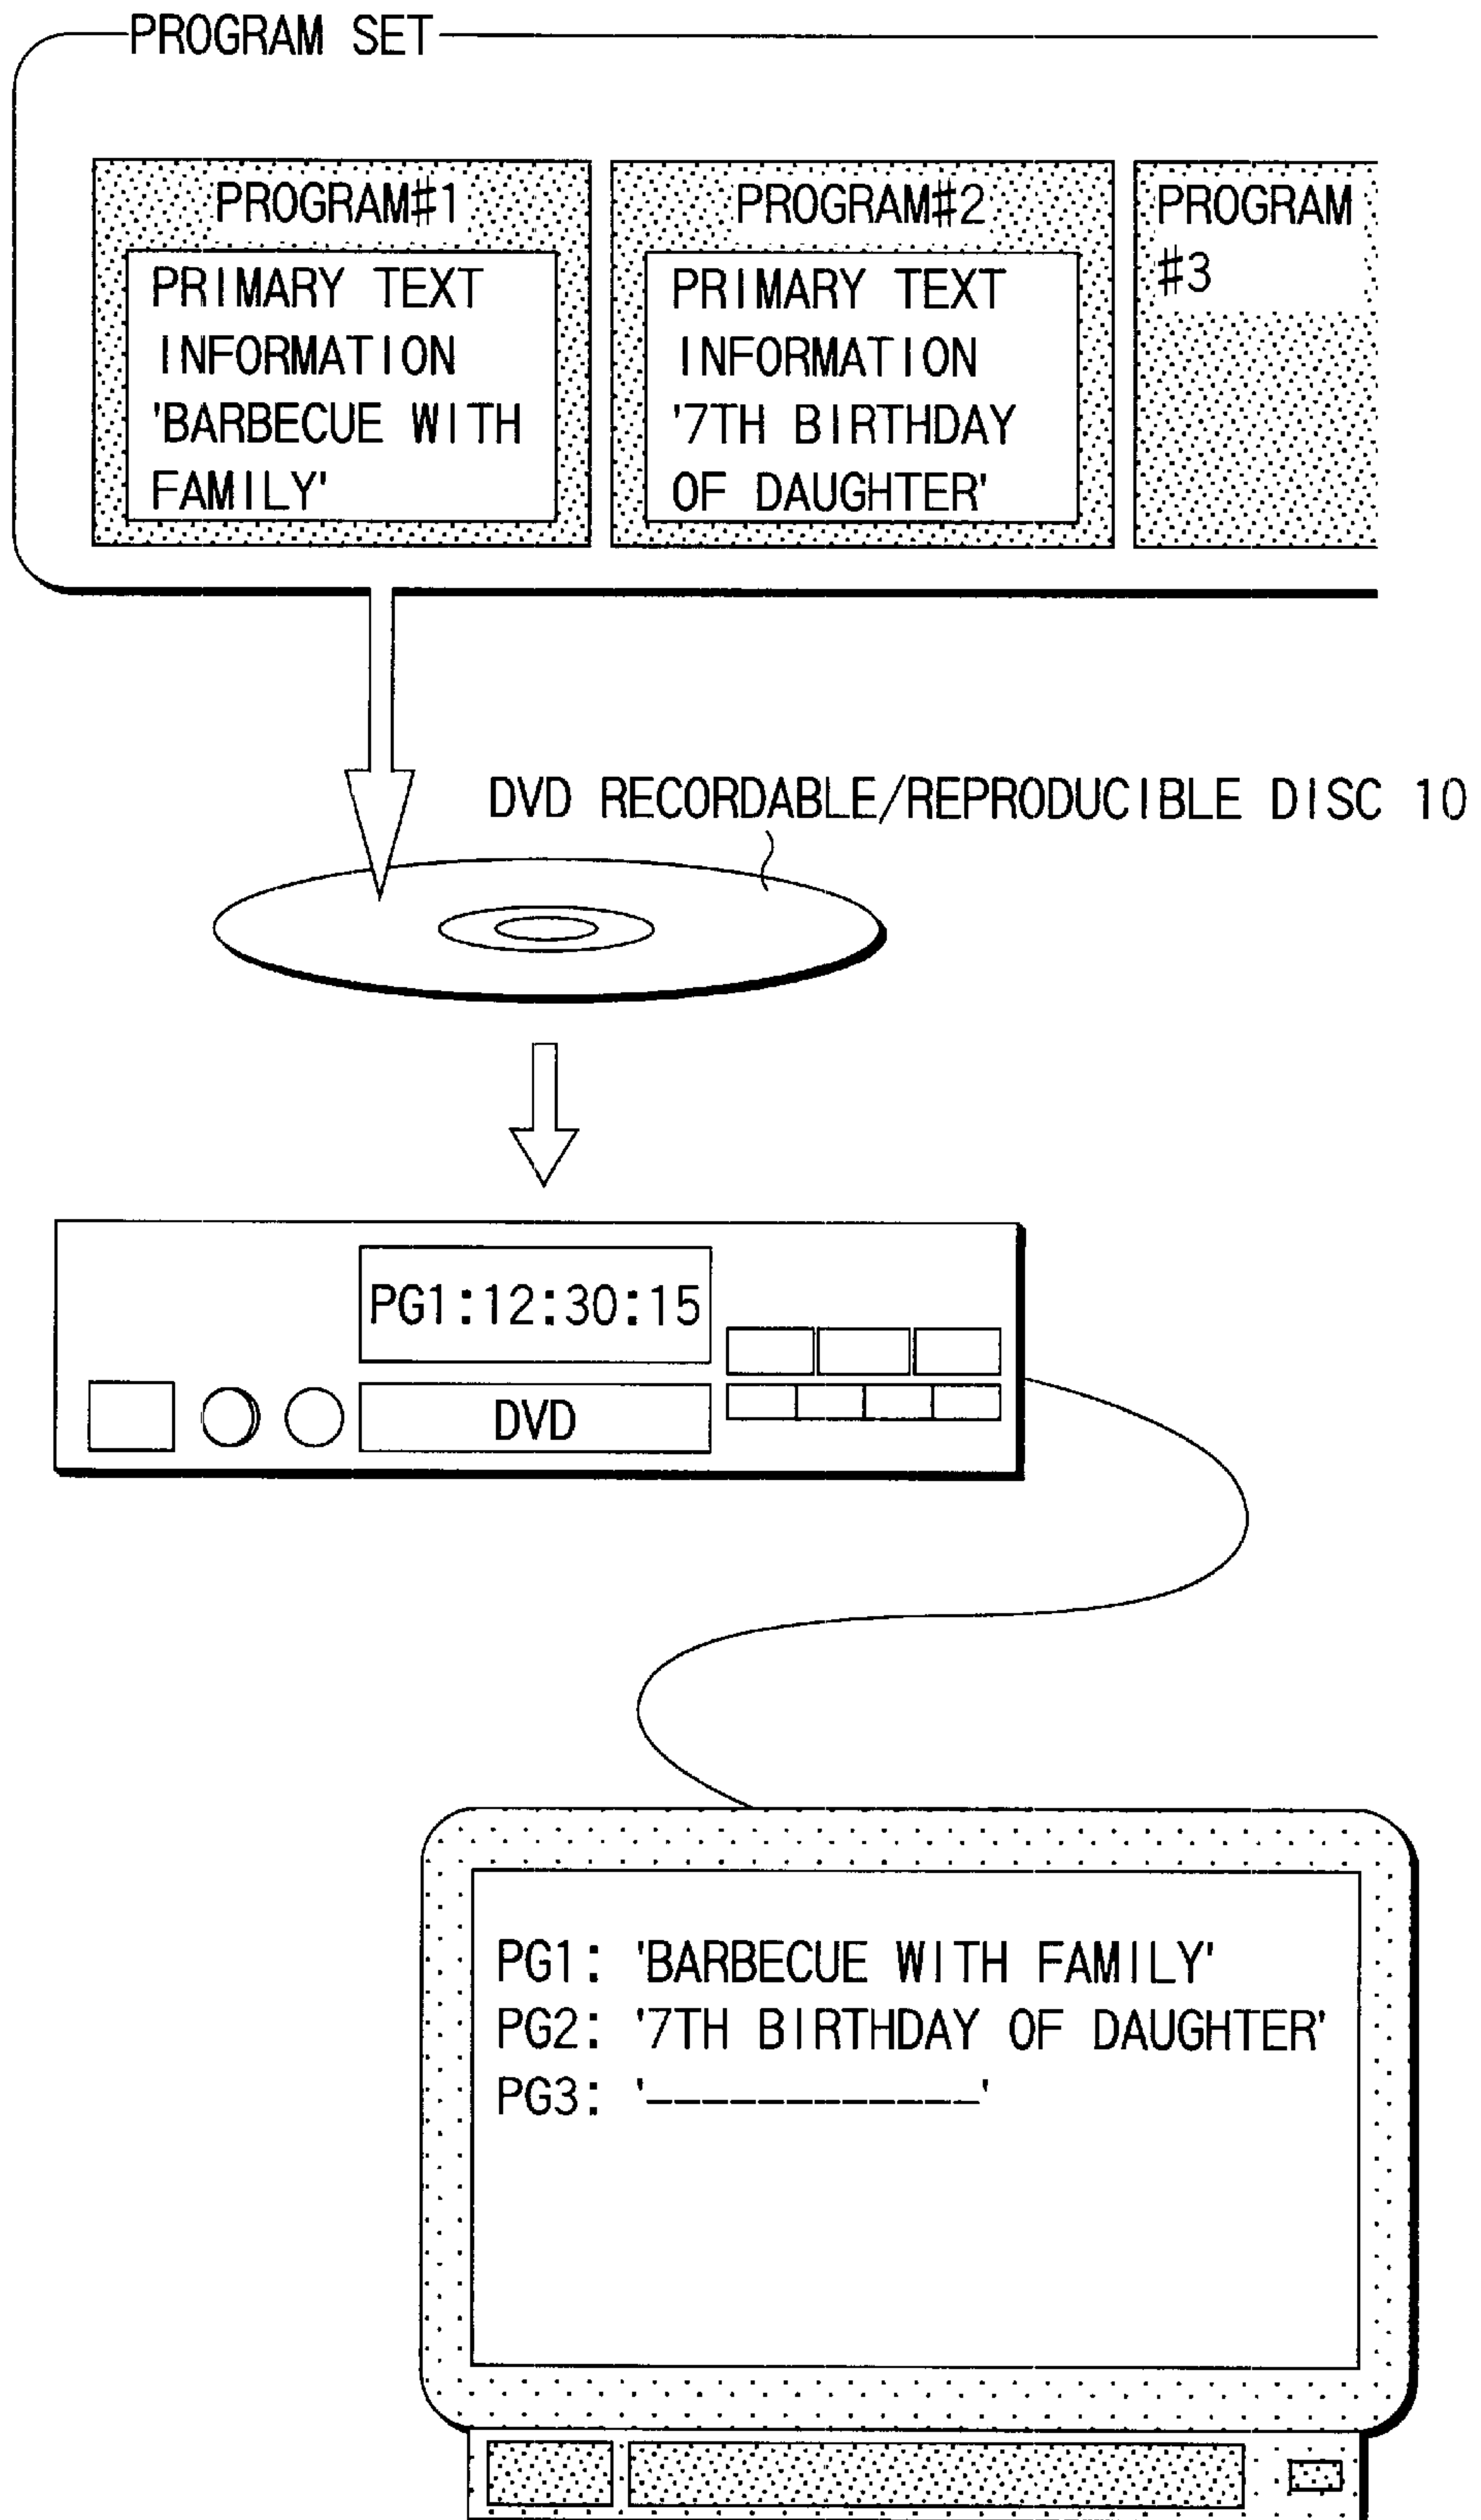 PROGRAM SET
PROGRAM#1
PRIMARY TEXT
INFORMATION
'BARBECUE WITH
FAMILY'
PROGRAM#2
PRIMARY TEXT
INFORMATION
'7TH BIRTHDAY
OF DAUGHTER'
PROGRAM
#3
DVD RECORDABLE/REPRODUCIBLE DISC 10
PG1:12:30:15
DVD
PG1: 'BARBECUE WITH FAMILY'
PG2: '7TH BIRTHDAY OF DAUGHTER'
PG3: '____________'